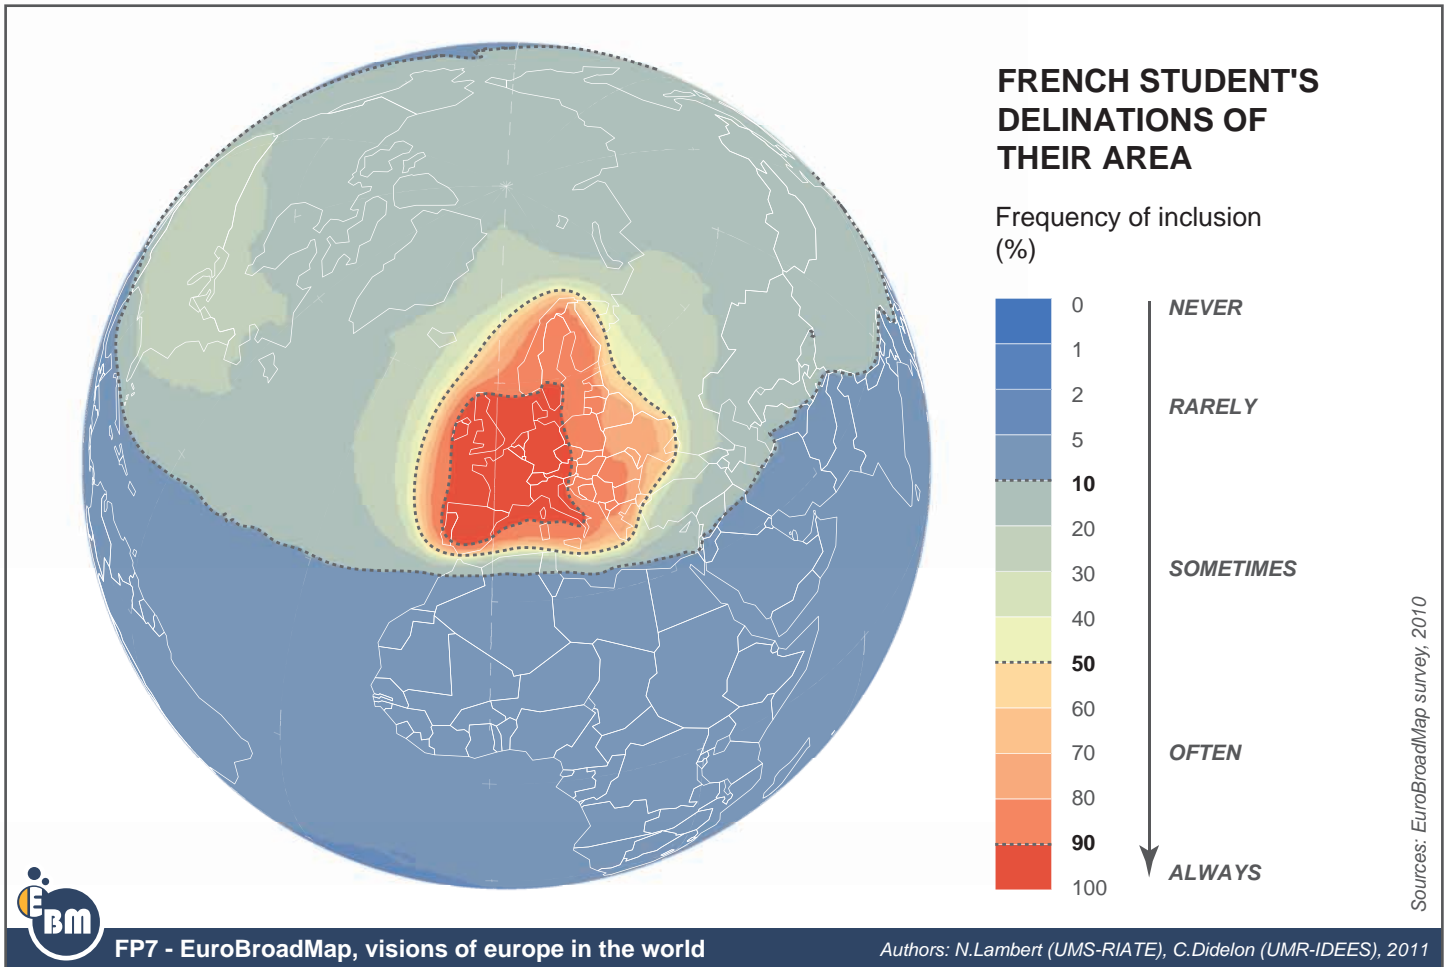 FRENCH STUDENT'S
DELINATIONS OF
THEIR AREA
Frequency of inclusion
(%)
0
NEVER
1
2
RARELY
5
10
20
SOMETIMES
30
40
50
60
OFTEN
70
80
90
ALWAYS
100
Sources: EuroBroadMap survey, 2010
EBM
FP7 - EuroBroadMap, visions of europe in the world
Authors: N.Lambert (UMS-RIATE), C.Didelon (UMR-IDEES), 2011